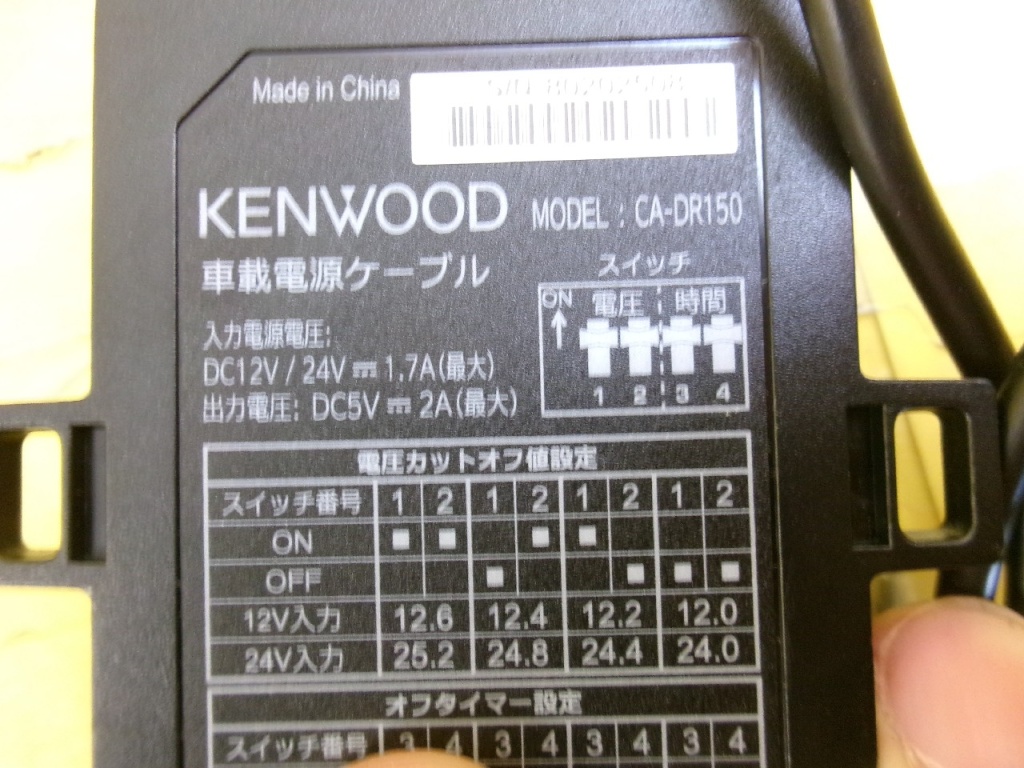 Made in China
KENWOOD MODEL : CA-DR150
車載電源ケーブル
スイッチ
ON 電圧 時間
1 2 3 4
入力電源電圧:
DC12V / 24V ⎓ 1.7A(最大)
出力電圧: DC5V ⎓ 2A(最大)
電圧カットオフ値設定
スイッチ番号 1 2 1 2 1 2 1 2
ON ■ ■ ■ ■
OFF ■ ■ ■ ■
12V入力 12.6 12.4 12.2 12.0
24V入力 25.2 24.8 24.4 24.0
オフタイマー設定
スイッチ番号 3 4 3 4 3 4 3 4